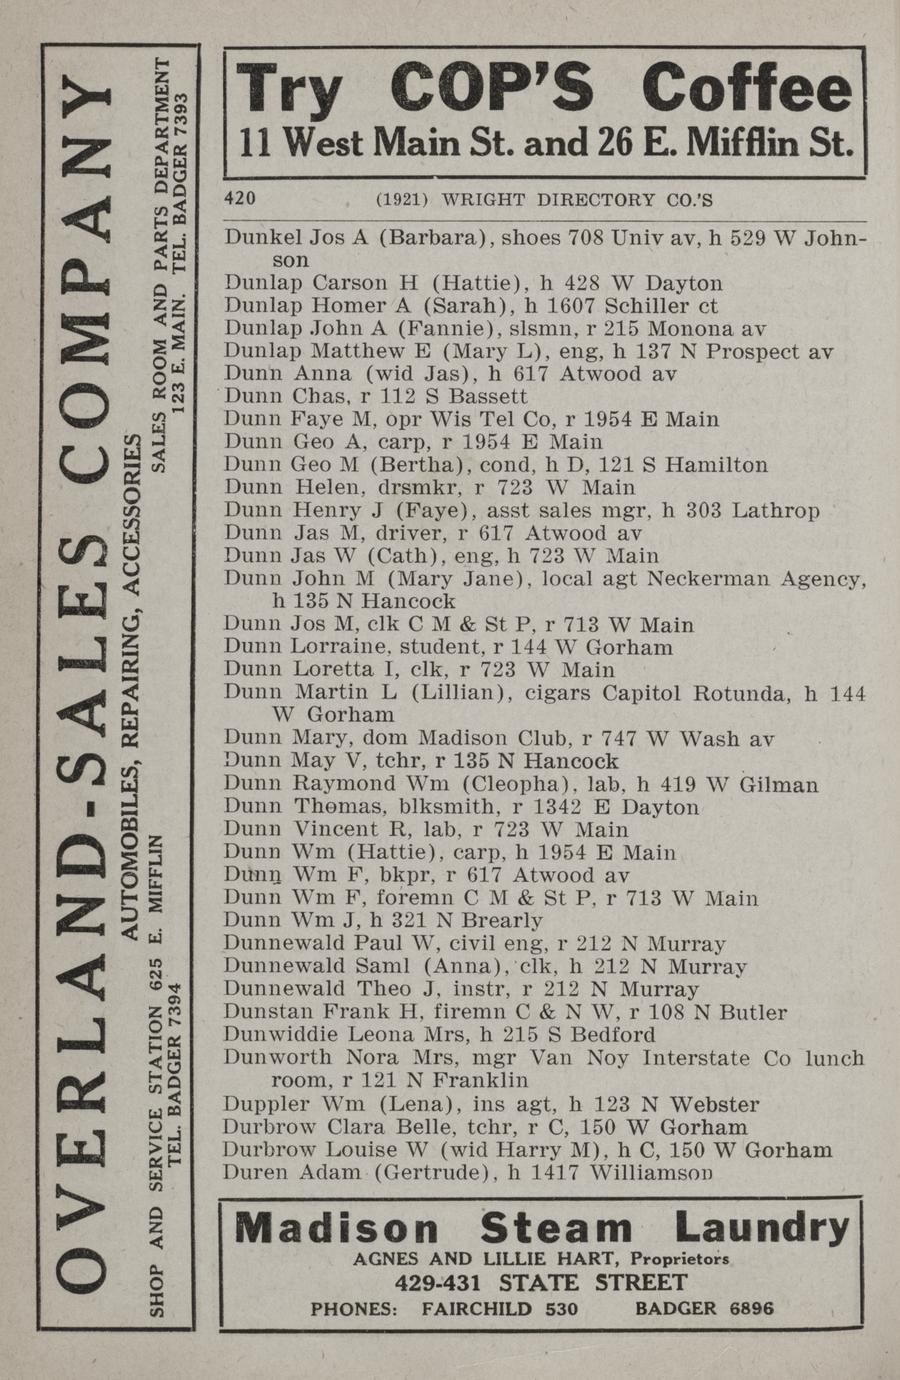 OVERLAND-SALES COMPANY
AUTOMOBILES, REPAIRING, ACCESSORIES
SHOP AND SERVICE STATION 625 E. MIFFLIN
TEL. BADGER 7394
SALES ROOM AND PARTS DEPARTMENT
123 E. MAIN. TEL. BADGER 7393
Try COP'S Coffee
11 West Main St. and 26 E. Mifflin St.
420 (1921) WRIGHT DIRECTORY CO.'S
Dunkel Jos A (Barbara), shoes 708 Univ av, h 529 W John-
son
Dunlap Carson H (Hattie), h 428 W Dayton
Dunlap Homer A (Sarah), h 1607 Schiller ct
Dunlap John A (Fannie), slsmn, r 215 Monona av
Dunlap Matthew E (Mary L), eng, h 137 N Prospect av
Dunn Anna (wid Jas), h 617 Atwood av
Dunn Chas, r 112 S Bassett
Dunn Faye M, opr Wis Tel Co, r 1954 E Main
Dunn Geo A, carp, r 1954 E Main
Dunn Geo M (Bertha), cond, h D, 121 S Hamilton
Dunn Helen, drsmkr, r 723 W Main
Dunn Henry J (Faye), asst sales mgr, h 303 Lathrop
Dunn Jas M, driver, r 617 Atwood av
Dunn Jas W (Cath), eng, h 723 W Main
Dunn John M (Mary Jane), local agt Neckerman Agency,
h 135 N Hancock
Dunn Jos M, clk C M & St P, r 713 W Main
Dunn Lorraine, student, r 144 W Gorham
Dunn Loretta I, clk, r 723 W Main
Dunn Martin L (Lillian), cigars Capitol Rotunda, h 144
W Gorham
Dunn Mary, dom Madison Club, r 747 W Wash av
Dunn May V, tchr, r 135 N Hancock
Dunn Raymond Wm (Cleopha), lab, h 419 W Gilman
Dunn Thomas, blksmith, r 1342 E Dayton
Dunn Vincent R, lab, r 723 W Main
Dunn Wm (Hattie), carp, h 1954 E Main
Dunn Wm F, bkpr, r 617 Atwood av
Dunn Wm F, foremn C M & St P, r 713 W Main
Dunn Wm J, h 321 N Brearly
Dunnewald Paul W, civil eng, r 212 N Murray
Dunnewald Saml (Anna), clk, h 212 N Murray
Dunnewald Theo J, instr, r 212 N Murray
Dunstan Frank H, firemn C & N W, r 108 N Butler
Dunwiddie Leona Mrs, h 215 S Bedford
Dunworth Nora Mrs, mgr Van Noy Interstate Co lunch
room, r 121 N Franklin
Duppler Wm (Lena), ins agt, h 123 N Webster
Durbrow Clara Belle, tchr, r C, 150 W Gorham
Durbrow Louise W (wid Harry M), h C, 150 W Gorham
Duren Adam (Gertrude), h 1417 Williamson
Madison Steam Laundry
AGNES AND LILLIE HART, Proprietors
429-431 STATE STREET
PHONES: FAIRCHILD 530 BADGER 6896